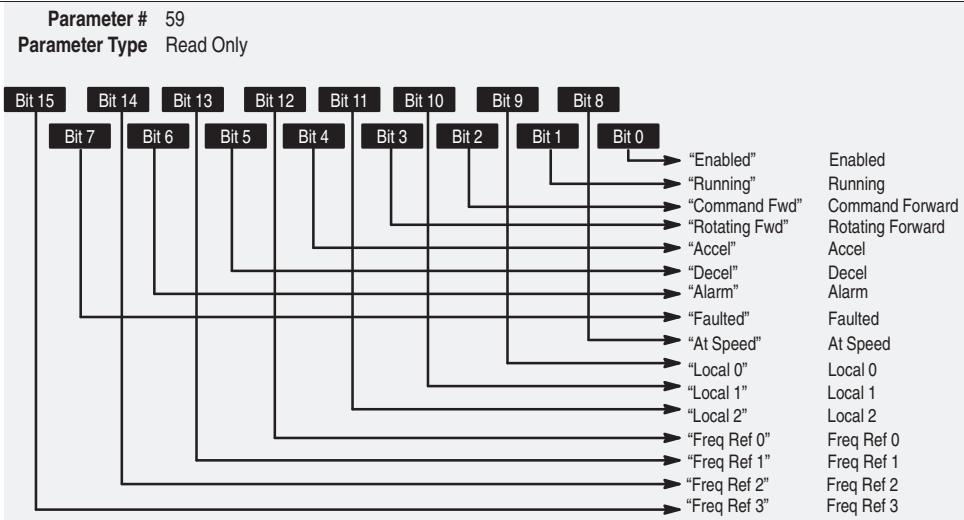 Parameter # 59
Parameter Type Read Only
Bit 15 Bit 14 Bit 13 Bit 12 Bit 11 Bit 10 Bit 9 Bit 8
Bit 7 Bit 6 Bit 5 Bit 4 Bit 3 Bit 2 Bit 1 Bit 0
“Enabled” Enabled
“Running” Running
“Command Fwd” Command Forward
“Rotating Fwd” Rotating Forward
“Accel” Accel
“Decel” Decel
“Alarm” Alarm
“Faulted” Faulted
“At Speed” At Speed
“Local 0” Local 0
“Local 1” Local 1
“Local 2” Local 2
“Freq Ref 0” Freq Ref 0
“Freq Ref 1” Freq Ref 1
“Freq Ref 2” Freq Ref 2
“Freq Ref 3” Freq Ref 3